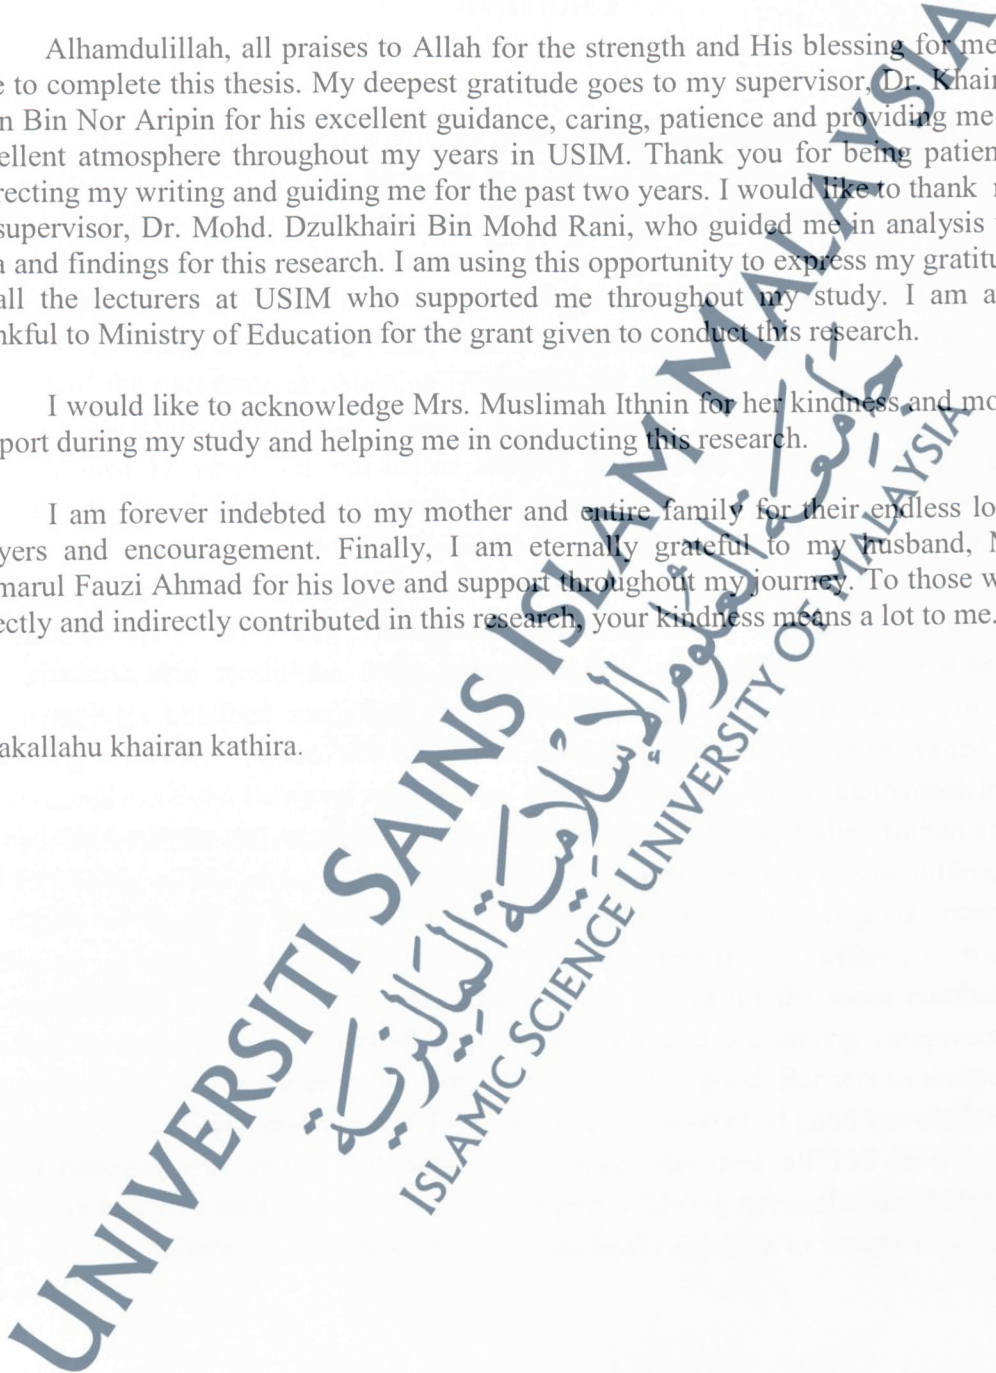 Alhamdulillah, all praises to Allah for the strength and His blessing for me
e to complete this thesis. My deepest gratitude goes to my supervisor, Dr. Khair
n Bin Nor Aripin for his excellent guidance, caring, patience and providing me
ellent atmosphere throughout my years in USIM. Thank you for being patien
recting my writing and guiding me for the past two years. I would like to thank
supervisor, Dr. Mohd. Dzulkhairi Bin Mohd Rani, who guided me in analysis
a and findings for this research. I am using this opportunity to express my gratitu
all the lecturers at USIM who supported me throughout my study. I am a
nkful to Ministry of Education for the grant given to conduct this research.
I would like to acknowledge Mrs. Muslimah Ithnin for her kindness and mo
port during my study and helping me in conducting this research.
I am forever indebted to my mother and entire family for their endless lo
yers and encouragement. Finally, I am eternally grateful to my husband, M
marul Fauzi Ahmad for his love and support throughout my journey. To those w
ectly and indirectly contributed in this research, your kindness means a lot to me.
akallahu khairan kathira.
UNIVERSITI SAINS ISLAM MALAYSIA
جامعة العلوم الإسلامية الماليزية
ISLAMIC SCIENCE UNIVERSITY OF MALAYSIA